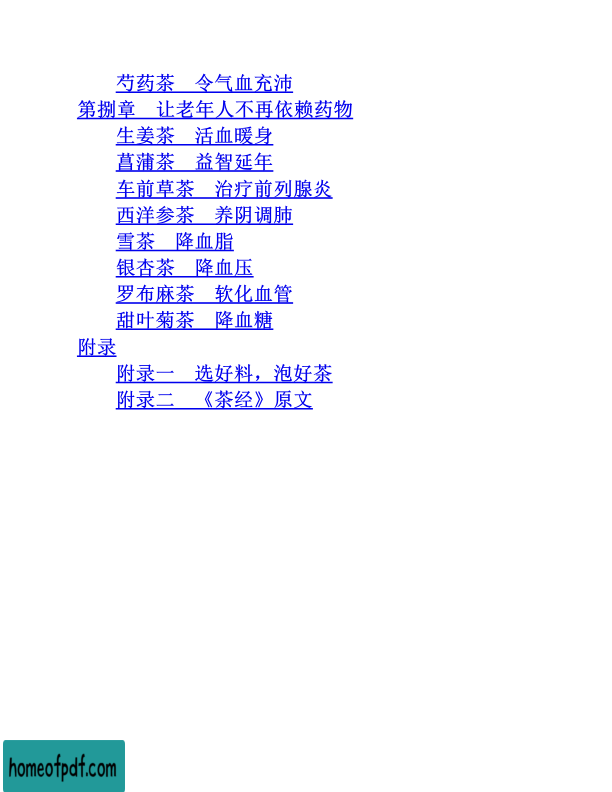 芍药茶　令气血充沛
第捌章　让老年人不再依赖药物
生姜茶　活血暖身
菖蒲茶　益智延年
车前草茶　治疗前列腺炎
西洋参茶　养阴调肺
雪茶　降血脂
银杏茶　降血压
罗布麻茶　软化血管
甜叶菊茶　降血糖
附录
附录一　选好料，泡好茶
附录二　《茶经》原文
homeofpdf.com